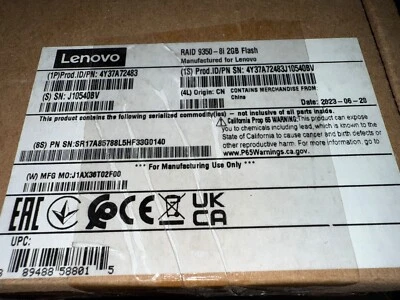 Lenovo
RAID 9350-8i 2GB Flash
Manufactured for Lenovo
(1P)Prod.ID/PN: 4Y37A72483
(1S) Prod.ID/PN SN: 4Y37A72483J10540BV
(S) SN: J10540BV
(4L) Origin: CN
CONTAINS MERCHANDISE FROM:
China
Date: 2023-06-28
This part contains the following serialized commodity(ies) - not inclusive of all parts inside.
(8S) PN SN:SR17A85788L5HF33G0140
California Prop 65 WARNING: This product can expose you
to chemicals including lead, which is known to the
State of California to cause cancer and birth defects
or other reproductive harm. For more information, go to
www.P65Warnings.ca.gov.
*** For Manufacturing Use Only ***
(W) MFG MO:J1AX36T02F00
EAC
CE
UK
CA
UPC:
89488 58801 5